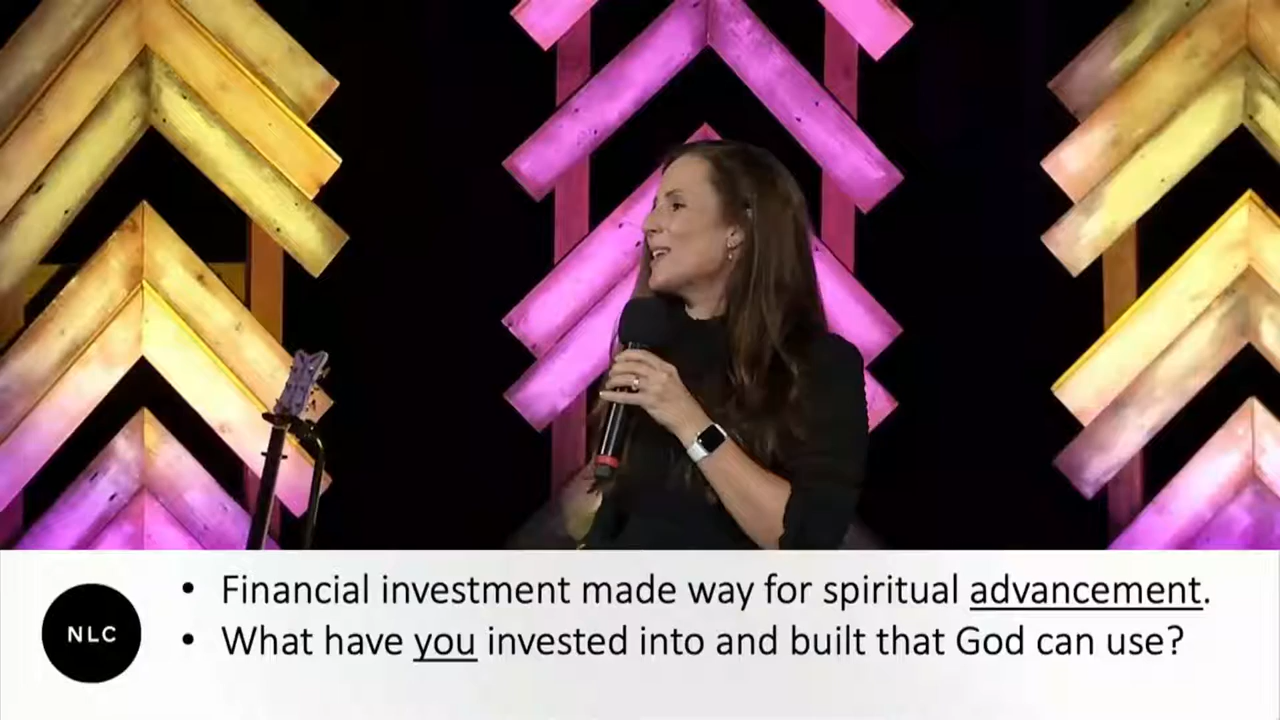 • Financial investment made way for spiritual advancement.
NLC
• What have you invested into and built that God can use?